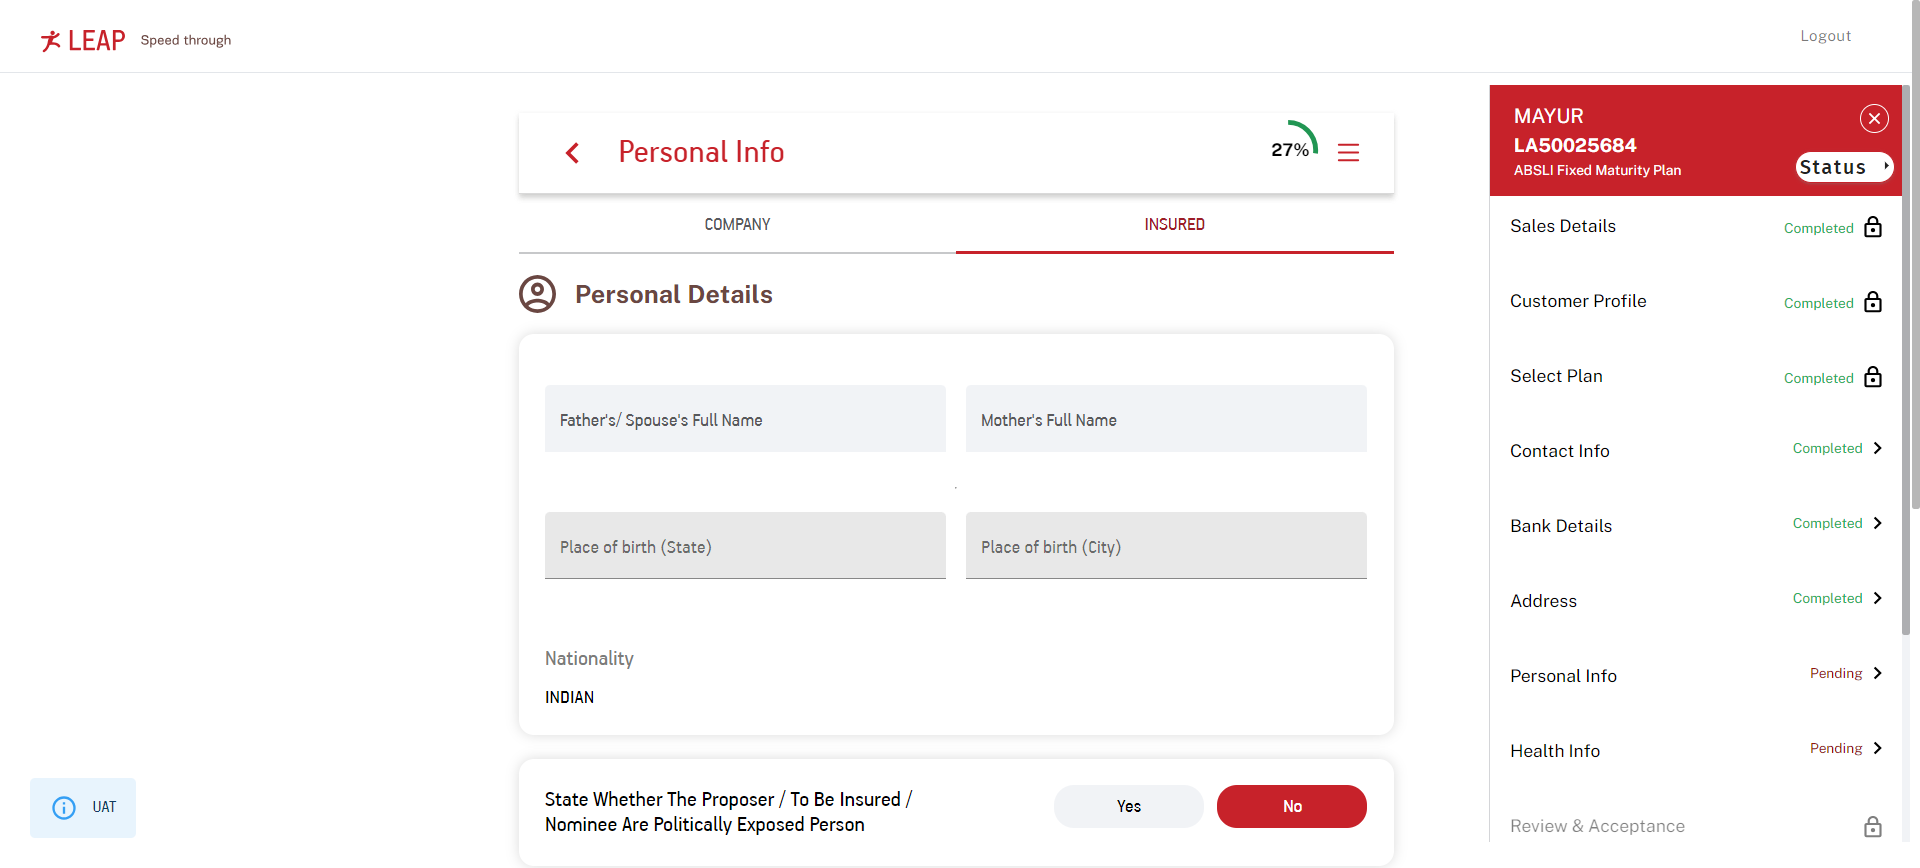 LEAP Speed through
Logout
Personal Info
27%
COMPANY
INSURED
Personal Details
Father's/ Spouse's Full Name
Mother's Full Name
Place of birth (State)
Place of birth (City)
Nationality
INDIAN
State Whether The Proposer / To Be Insured /
Nominee Are Politically Exposed Person
Yes
No
UAT
MAYUR
LA50025684
ABSLI Fixed Maturity Plan
Status
Sales Details Completed
Customer Profile Completed
Select Plan Completed
Contact Info Completed
Bank Details Completed
Address Completed
Personal Info Pending
Health Info Pending
Review & Acceptance